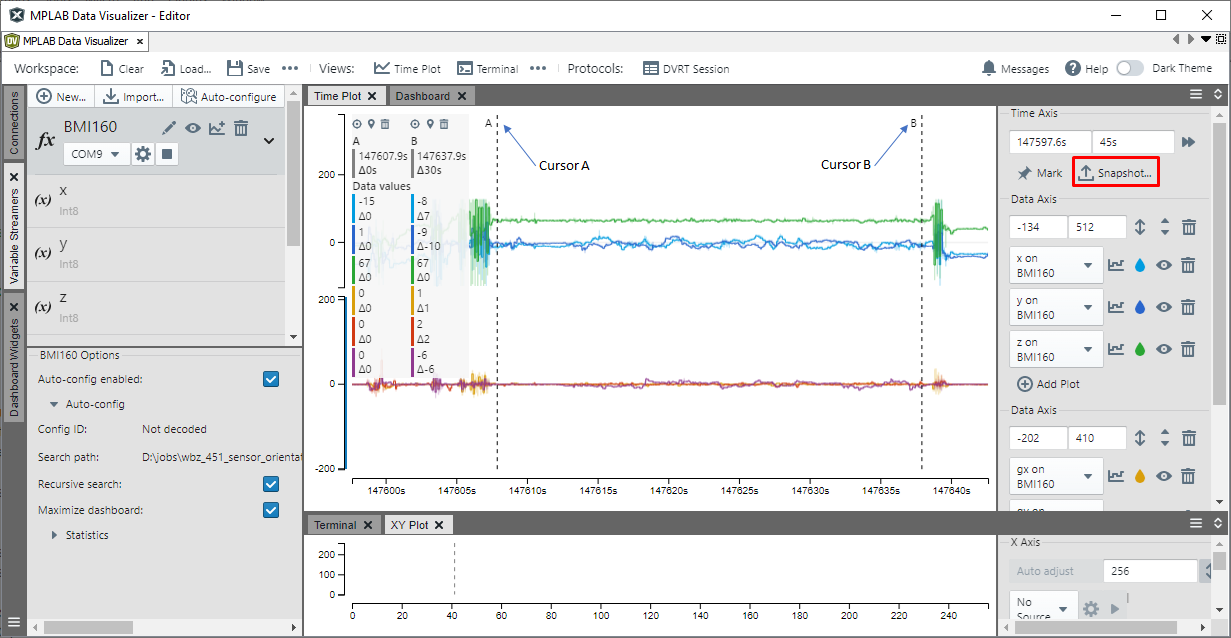 MPLAB Data Visualizer - Editor
MPLAB Data Visualizer
Workspace: Clear Load... Save Views: Time Plot Terminal Protocols: DVRT Session Messages Help Dark Theme
Connections
Variable Streamers
Dashboard Widgets
New... Import... Auto-configure
fx BMI160
COM9
(x) x
Int8
(x) y
Int8
(x) z
Int8
BMI160 Options
Auto-config enabled:
Auto-config
Config ID: Not decoded
Search path: D:\jobs\wbz_451_sensor_orientat
Recursive search:
Maximize dashboard:
Statistics
Time Plot Dashboard
A B
147607.9s 147637.9s
Δ0s Δ30s
Data values
-15 -8
Δ0 Δ7
1 -9
Δ0 Δ-10
67 67
Δ0 Δ0
0 1
Δ0 Δ1
0 2
Δ0 Δ2
0 -6
Δ0 Δ-6
A
Cursor A
Cursor B
B
200
0
200
0
-200
147600s 147605s 147610s 147615s 147620s 147625s 147630s 147635s 147640s
Time Axis
147597.6s 45s
Mark Snapshot...
Data Axis
-134 512
x on
BMI160
y on
BMI160
z on
BMI160
Add Plot
Data Axis
-202 410
gx on
BMI160
Terminal XY Plot
200
100
0
0 20 40 60 80 100 120 140 160 180 200 220 240
X Axis
Auto adjust 256
No
Source